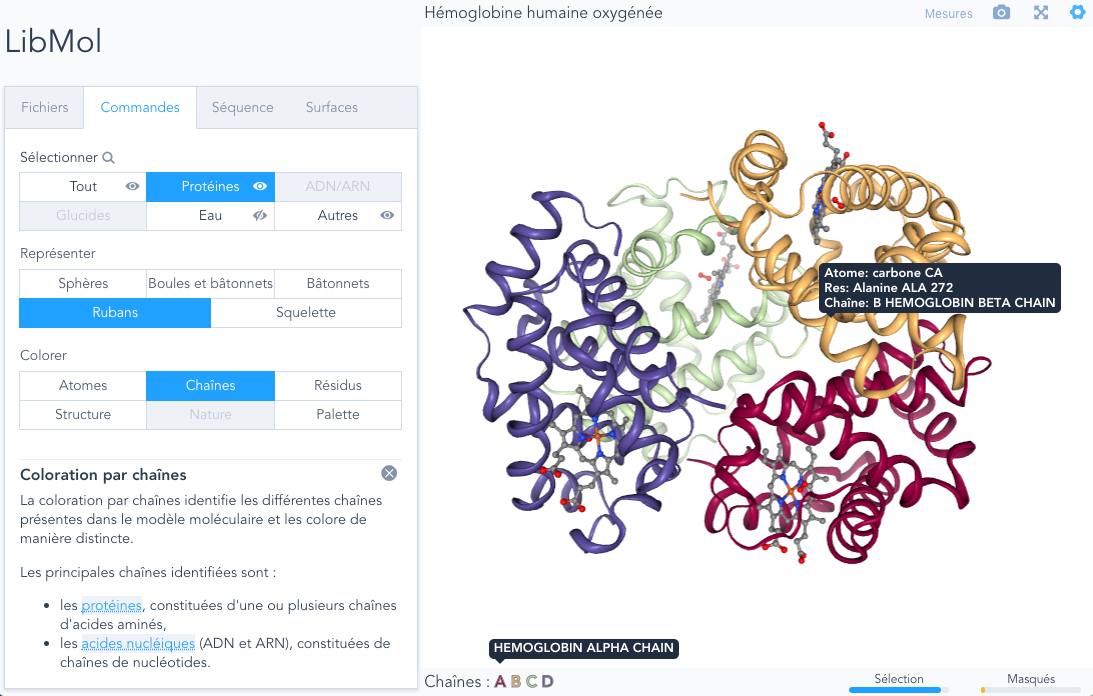 LibMol
Fichiers
Commandes
Séquence
Surfaces
Sélectionner
Tout
Protéines
ADN/ARN
Glucides
Eau
Autres
Représenter
Sphères
Boules et bâtonnets
Bâtonnets
Rubans
Squelette
Colorer
Atomes
Chaînes
Résidus
Structure
Nature
Palette
Coloration par chaînes
La coloration par chaînes identifie les différentes chaînes
présentes dans le modèle moléculaire et les colore de
manière distincte.
Les principales chaînes identifiées sont :
• les protéines, constituées d'une ou plusieurs chaînes
d'acides aminés,
• les acides nucléiques (ADN et ARN), constituées de
chaînes de nucléotides.
Hémoglobine humaine oxygénée
Mesures
Atome: carbone CA
Res: Alanine ALA 272
Chaîne: B HEMOGLOBIN BETA CHAIN
HEMOGLOBIN ALPHA CHAIN
Chaînes : A B C D
Sélection
Masqués